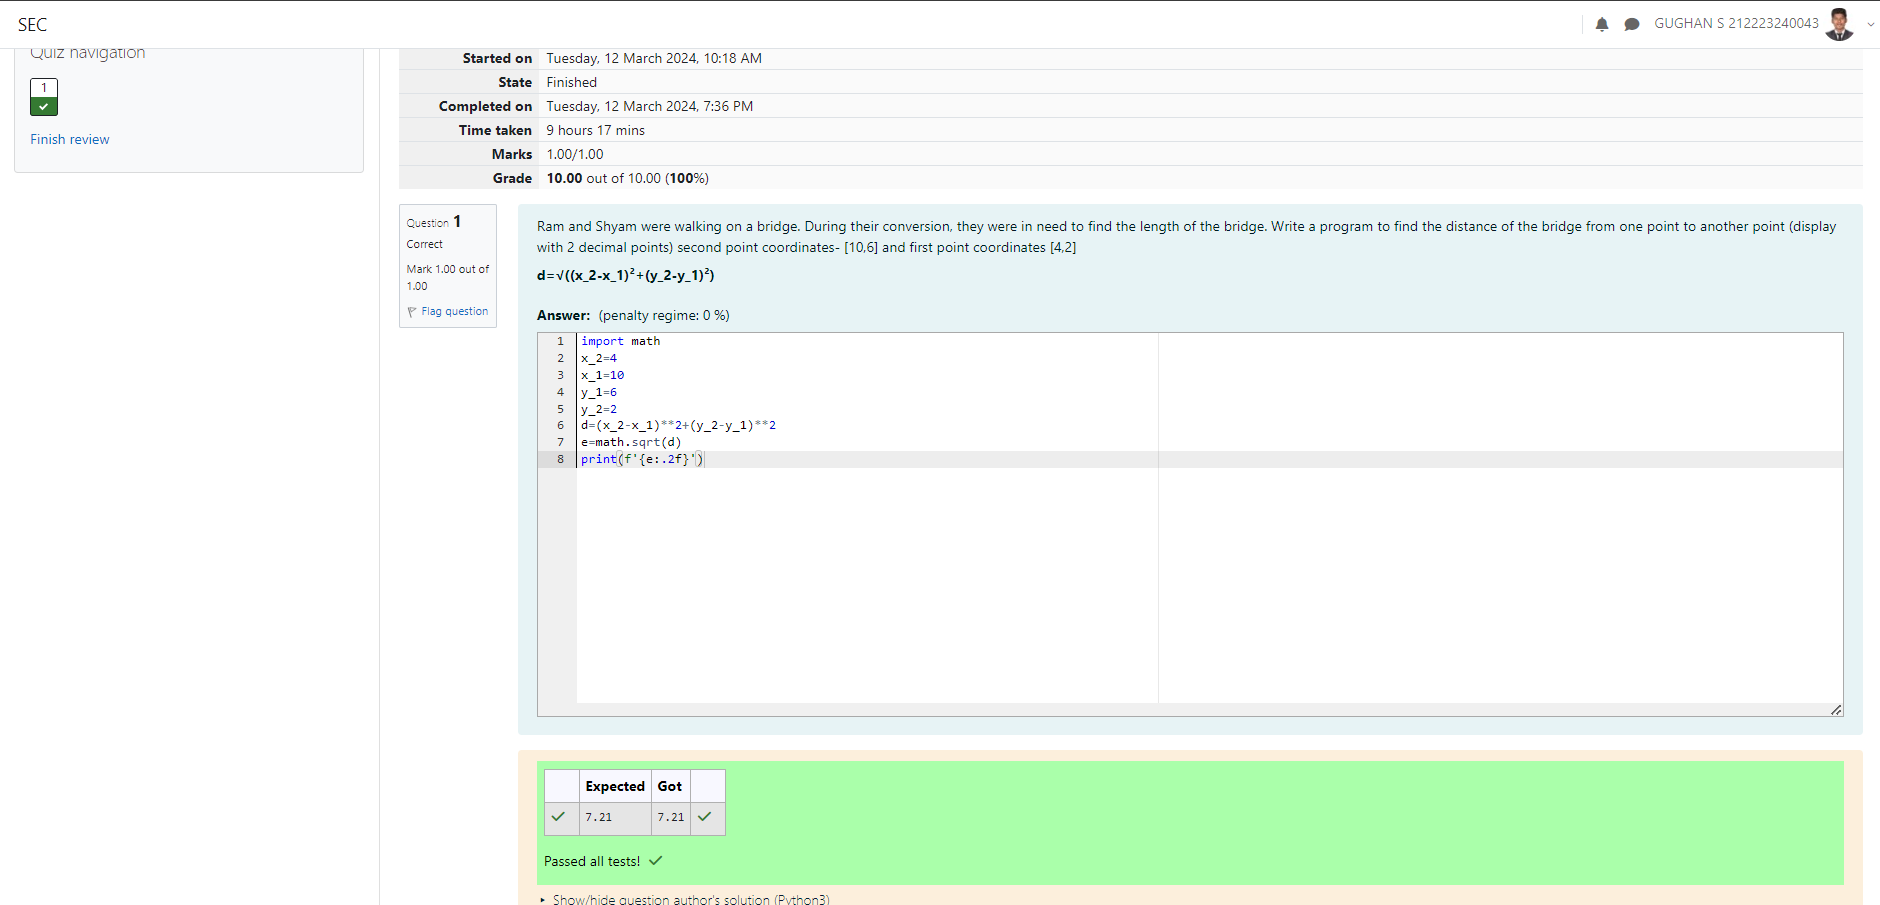 SEC
GUGHAN S 212223240043
Quiz navigation
1
Finish review
Started on Tuesday, 12 March 2024, 10:18 AM
State Finished
Completed on Tuesday, 12 March 2024, 7:36 PM
Time taken 9 hours 17 mins
Marks 1.00/1.00
Grade 10.00 out of 10.00 (100%)
Question 1
Correct
Mark 1.00 out of
1.00
Flag question
Ram and Shyam were walking on a bridge. During their conversion, they were in need to find the length of the bridge. Write a program to find the distance of the bridge from one point to another point (display
with 2 decimal points) second point coordinates- [10,6] and first point coordinates [4,2]
d=√((x_2-x_1)²+(y_2-y_1)²)
Answer: (penalty regime: 0 %)
1 import math
2 x_2=4
3 x_1=10
4 y_1=6
5 y_2=2
6 d=(x_2-x_1)**2+(y_2-y_1)**2
7 e=math.sqrt(d)
8 print(f'{e:.2f}')
Expected Got
7.21 7.21
Passed all tests!
Show/hide question author's solution (Python3)